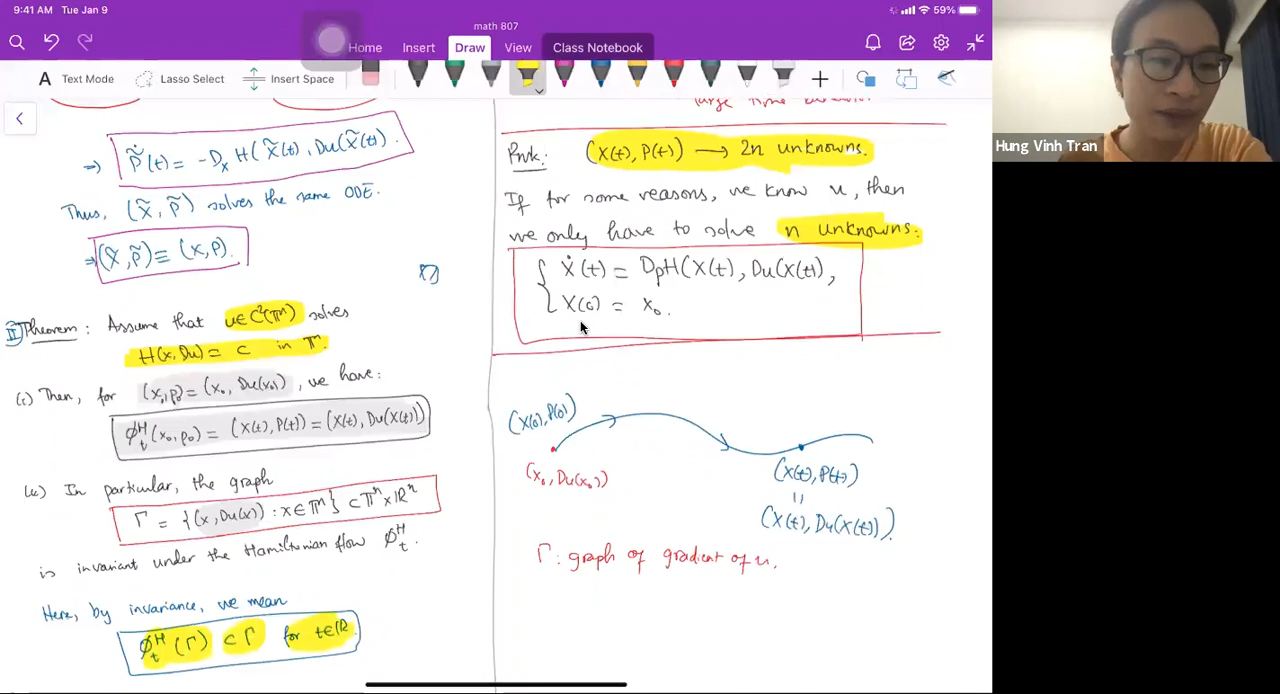 9:41 AM Tue Jan 9
59%
math 807
Home Insert Draw View Class Notebook
A Text Mode Lasso Select Insert Space
Hung Vinh Tran
→ P̃'(t) = -DₓH(X̃(t), Du(X̃(t)).
Thus, (X̃, P̃) solves the same ODE.
⇒ (X̃, P̃) ≡ (X, P).
II Theorem: Assume that u∈C²(𝕋ⁿ) solves
H(x, Du) = c in 𝕋ⁿ.
(i) Then, for (x₀,p₀) = (x₀, Du(x₀)), we have:
ϕₜᴴ(x₀,p₀) = (X(t), P(t)) = (X(t), Du(X(t)))
(ii) In particular, the graph
Γ = {(x, Du(x)) : x∈𝕋ⁿ} ⊂ 𝕋ⁿ×ℝⁿ
is invariant under the Hamiltonian flow ϕₜᴴ.
Here, by invariance, we mean
ϕₜᴴ(Γ) ⊂ Γ for t∈ℝ.
large time behavior
Rmk: (X(t), P(t)) → 2n unknowns.
If for some reasons, we know u, then
we only have to solve n unknowns:
{ Ẋ(t) = DpH(X(t), Du(X(t)),
X(0) = x₀.
(X(0), P(0))
(x₀, Du(x₀))
(X(t), P(t))
||
(X(t), Du(X(t))).
Γ: graph of gradient of u.